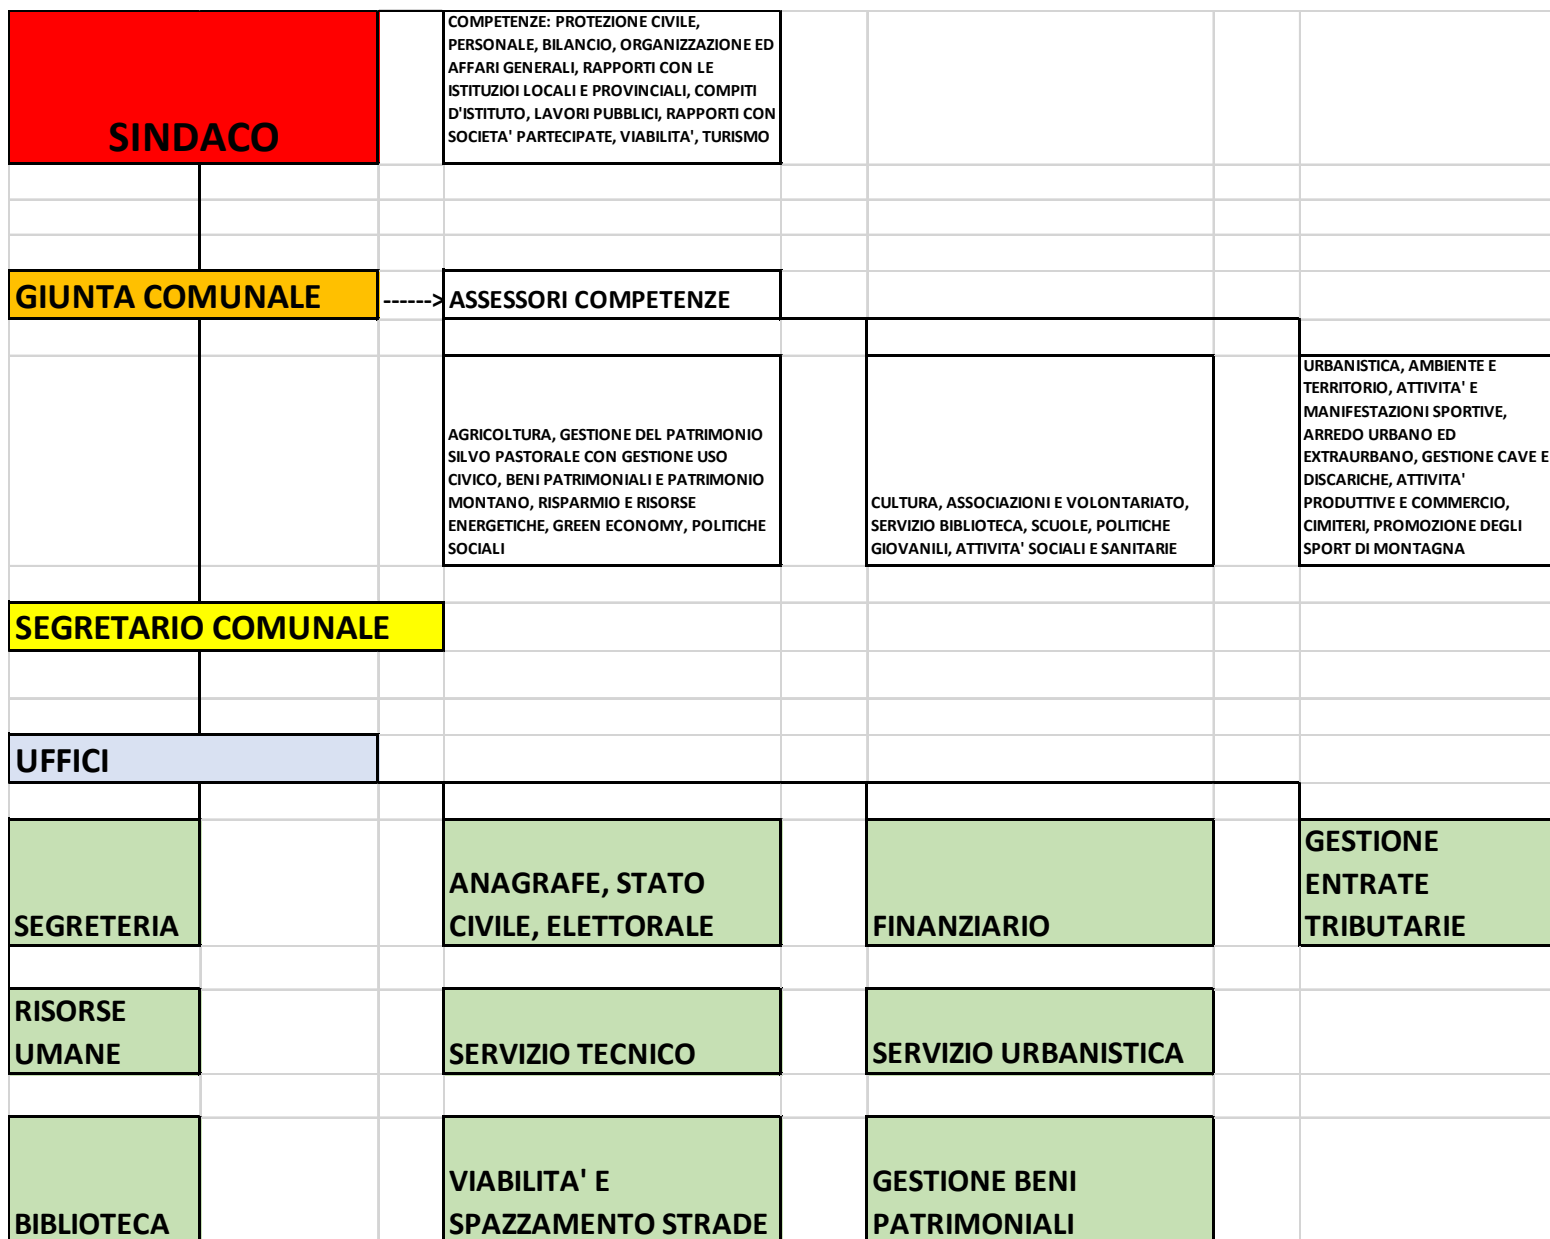 SINDACO
COMPETENZE: PROTEZIONE CIVILE,
PERSONALE, BILANCIO, ORGANIZZAZIONE ED
AFFARI GENERALI, RAPPORTI CON LE
ISTITUZIOI LOCALI E PROVINCIALI, COMPITI
D'ISTITUTO, LAVORI PUBBLICI, RAPPORTI CON
SOCIETA' PARTECIPATE, VIABILITA', TURISMO
GIUNTA COMUNALE
------>
ASSESSORI COMPETENZE
AGRICOLTURA, GESTIONE DEL PATRIMONIO
SILVO PASTORALE CON GESTIONE USO
CIVICO, BENI PATRIMONIALI E PATRIMONIO
MONTANO, RISPARMIO E RISORSE
ENERGETICHE, GREEN ECONOMY, POLITICHE
SOCIALI
CULTURA, ASSOCIAZIONI E VOLONTARIATO,
SERVIZIO BIBLIOTECA, SCUOLE, POLITICHE
GIOVANILI, ATTIVITA' SOCIALI E SANITARIE
URBANISTICA, AMBIENTE E
TERRITORIO, ATTIVITA' E
MANIFESTAZIONI SPORTIVE,
ARREDO URBANO ED
EXTRAURBANO, GESTIONE CAVE E
DISCARICHE, ATTIVITA'
PRODUTTIVE E COMMERCIO,
CIMITERI, PROMOZIONE DEGLI
SPORT DI MONTAGNA
SEGRETARIO COMUNALE
UFFICI
SEGRETERIA
ANAGRAFE, STATO
CIVILE, ELETTORALE
FINANZIARIO
GESTIONE
ENTRATE
TRIBUTARIE
RISORSE
UMANE
SERVIZIO TECNICO
SERVIZIO URBANISTICA
BIBLIOTECA
VIABILITA' E
SPAZZAMENTO STRADE
GESTIONE BENI
PATRIMONIALI